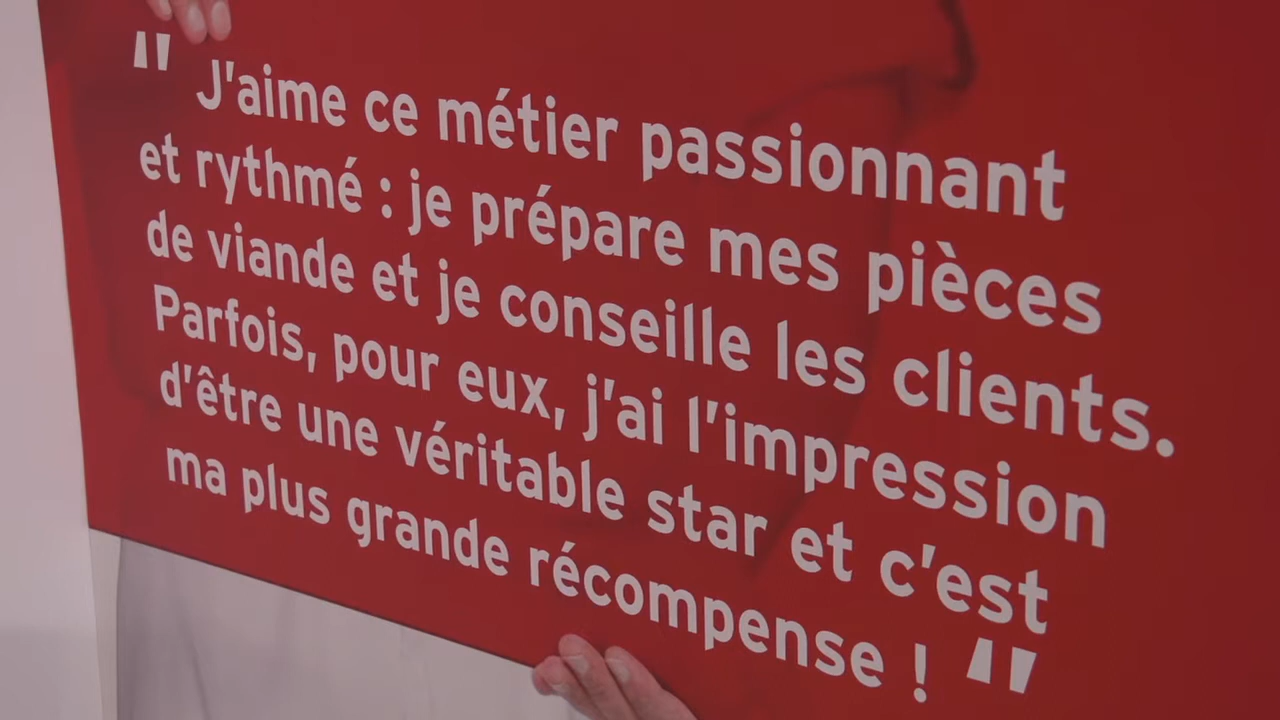 " J'aime ce métier passionnant
et rythmé : je prépare mes pièces
de viande et je conseille les clients.
Parfois, pour eux, j'ai l'impression
d'être une véritable star et c'est
ma plus grande récompense ! "